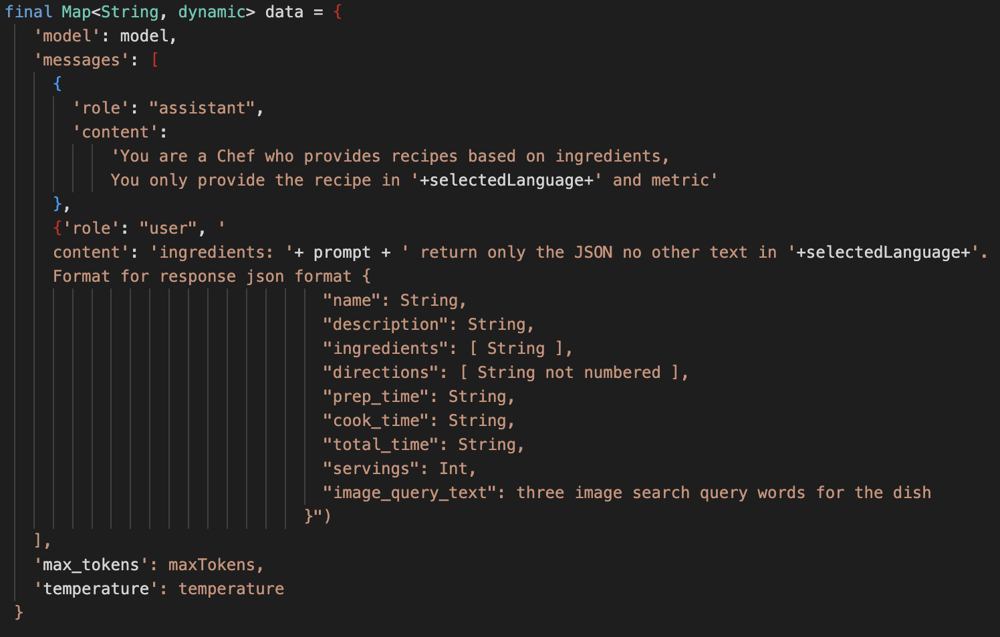 final Map<String, dynamic> data = {
'model': model,
'messages': [
{
'role': "assistant",
'content':
'You are a Chef who provides recipes based on ingredients,
You only provide the recipe in '+selectedLanguage+' and metric'
},
{'role': "user", '
content': 'ingredients: '+ prompt + ' return only the JSON no other text in '+selectedLanguage+'.
Format for response json format {
"name": String,
"description": String,
"ingredients": [ String ],
"directions": [ String not numbered ],
"prep_time": String,
"cook_time": String,
"total_time": String,
"servings": Int,
"image_query_text": three image search query words for the dish
}")
],
'max_tokens': maxTokens,
'temperature': temperature
}